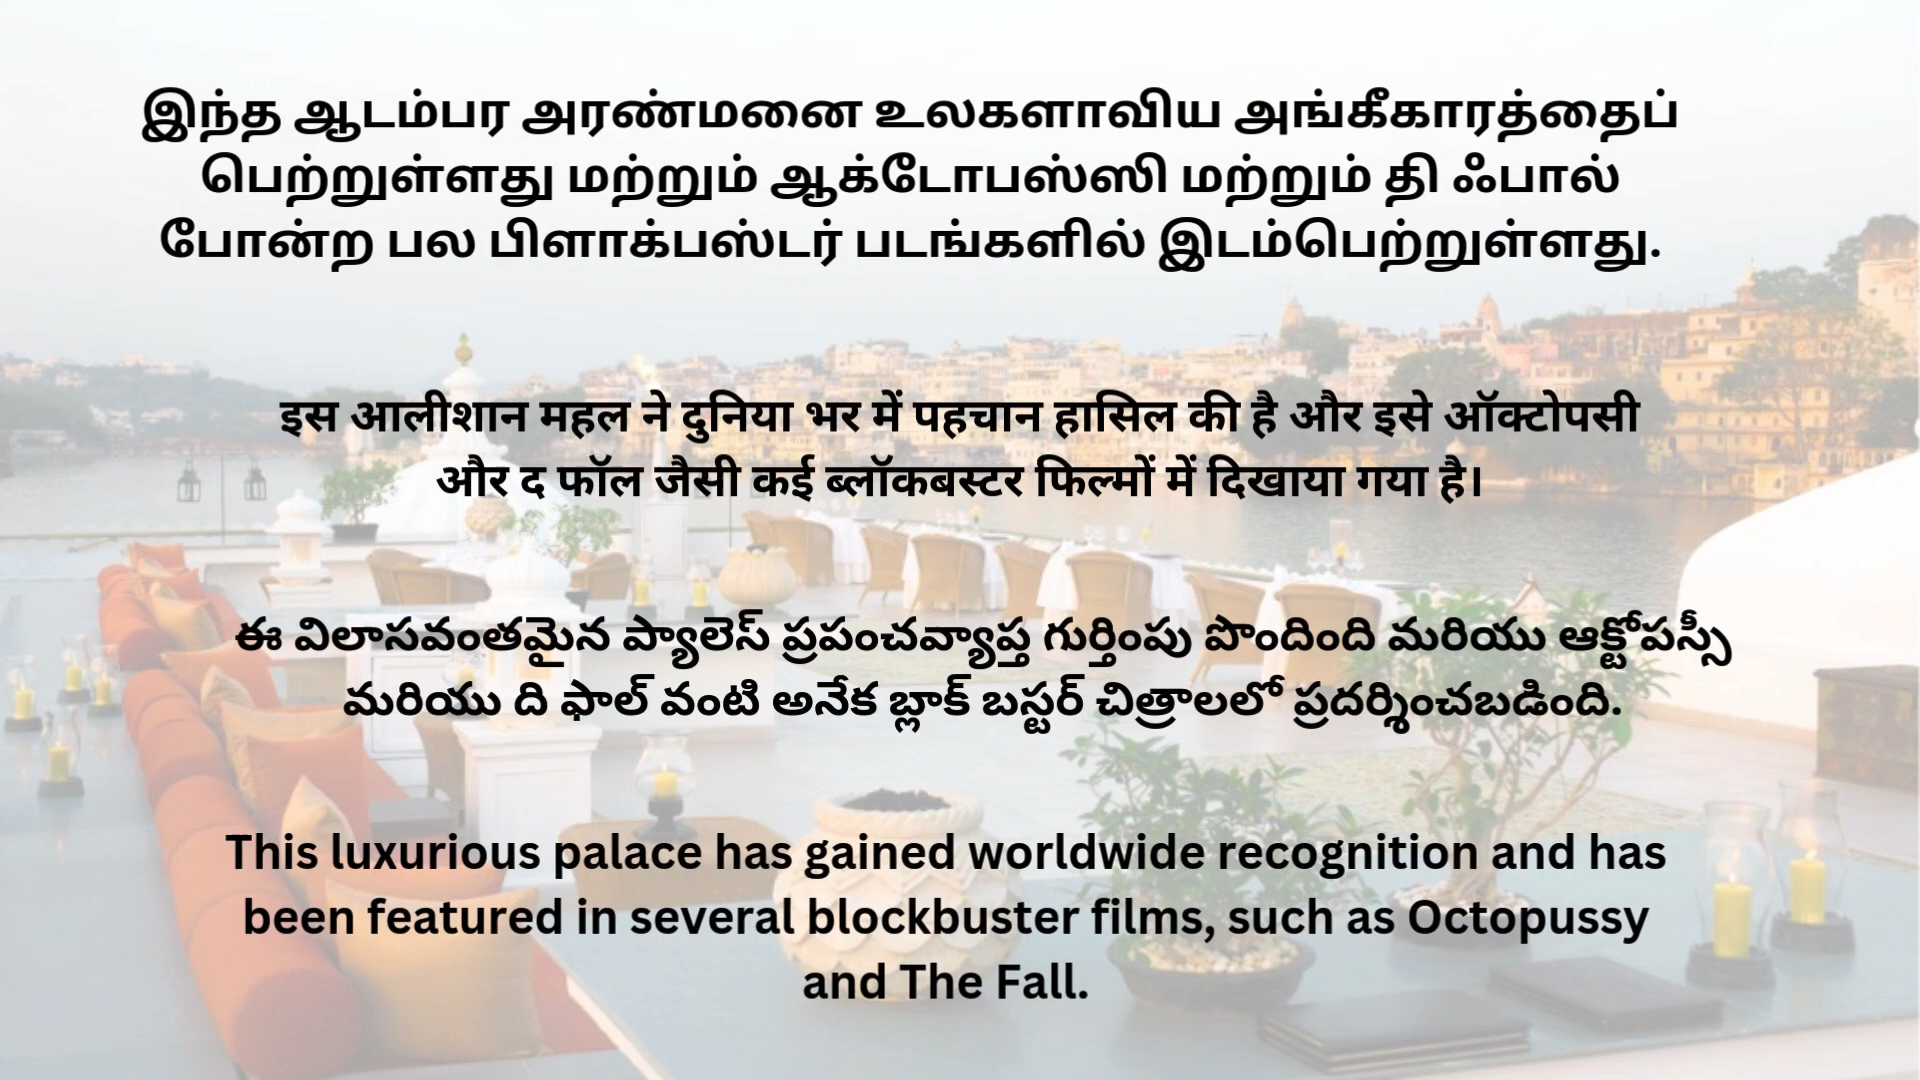 இந்த ஆடம்பர அரண்மனை உலகளாவிய அங்கீகாரத்தைப்
பெற்றுள்ளது மற்றும் ஆக்டோபஸ்ஸி மற்றும் தி ஃபால்
போன்ற பல பிளாக்பஸ்டர் படங்களில் இடம்பெற்றுள்ளது.
इस आलीशान महल ने दुनिया भर में पहचान हासिल की है और इसे ऑक्टोपसी
और द फॉल जैसी कई ब्लॉकबस्टर फिल्मों में दिखाया गया है।
ఈ విలాసవంతమైన ప్యాలెస్ ప్రపంచవ్యాప్త గుర్తింపు పొందింది మరియు ఆక్టోపస్సీ
మరియు ది ఫాల్ వంటి అనేక బ్లాక్ బస్టర్ చిత్రాలలో ప్రదర్శించబడింది.
This luxurious palace has gained worldwide recognition and has
been featured in several blockbuster films, such as Octopussy
and The Fall.